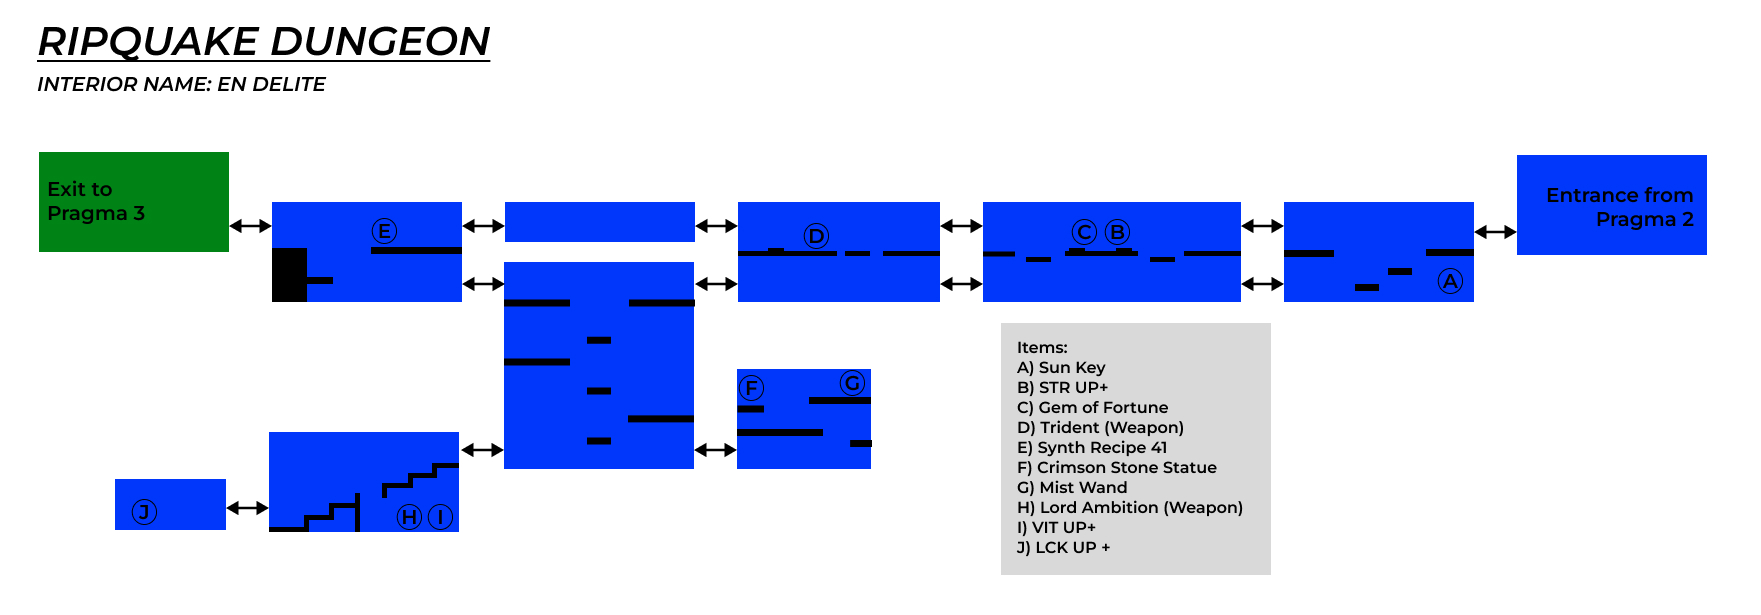 RIPQUAKE DUNGEON
INTERIOR NAME: EN DELITE
Exit to
Pragma 3
Entrance from
Pragma 2
E
D
C
B
A
F
G
H
I
J
Items:
A) Sun Key
B) STR UP+
C) Gem of Fortune
D) Trident (Weapon)
E) Synth Recipe 41
F) Crimson Stone Statue
G) Mist Wand
H) Lord Ambition (Weapon)
I) VIT UP+
J) LCK UP +